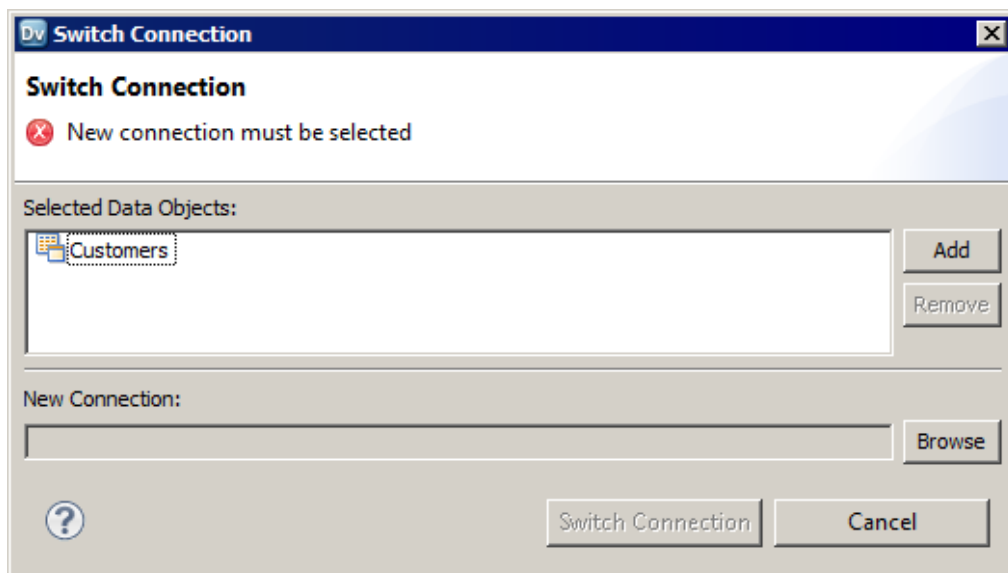 Dv Switch Connection
Switch Connection
New connection must be selected
Selected Data Objects:
Customers
Add
Remove
New Connection:
Browse
?
Switch Connection
Cancel